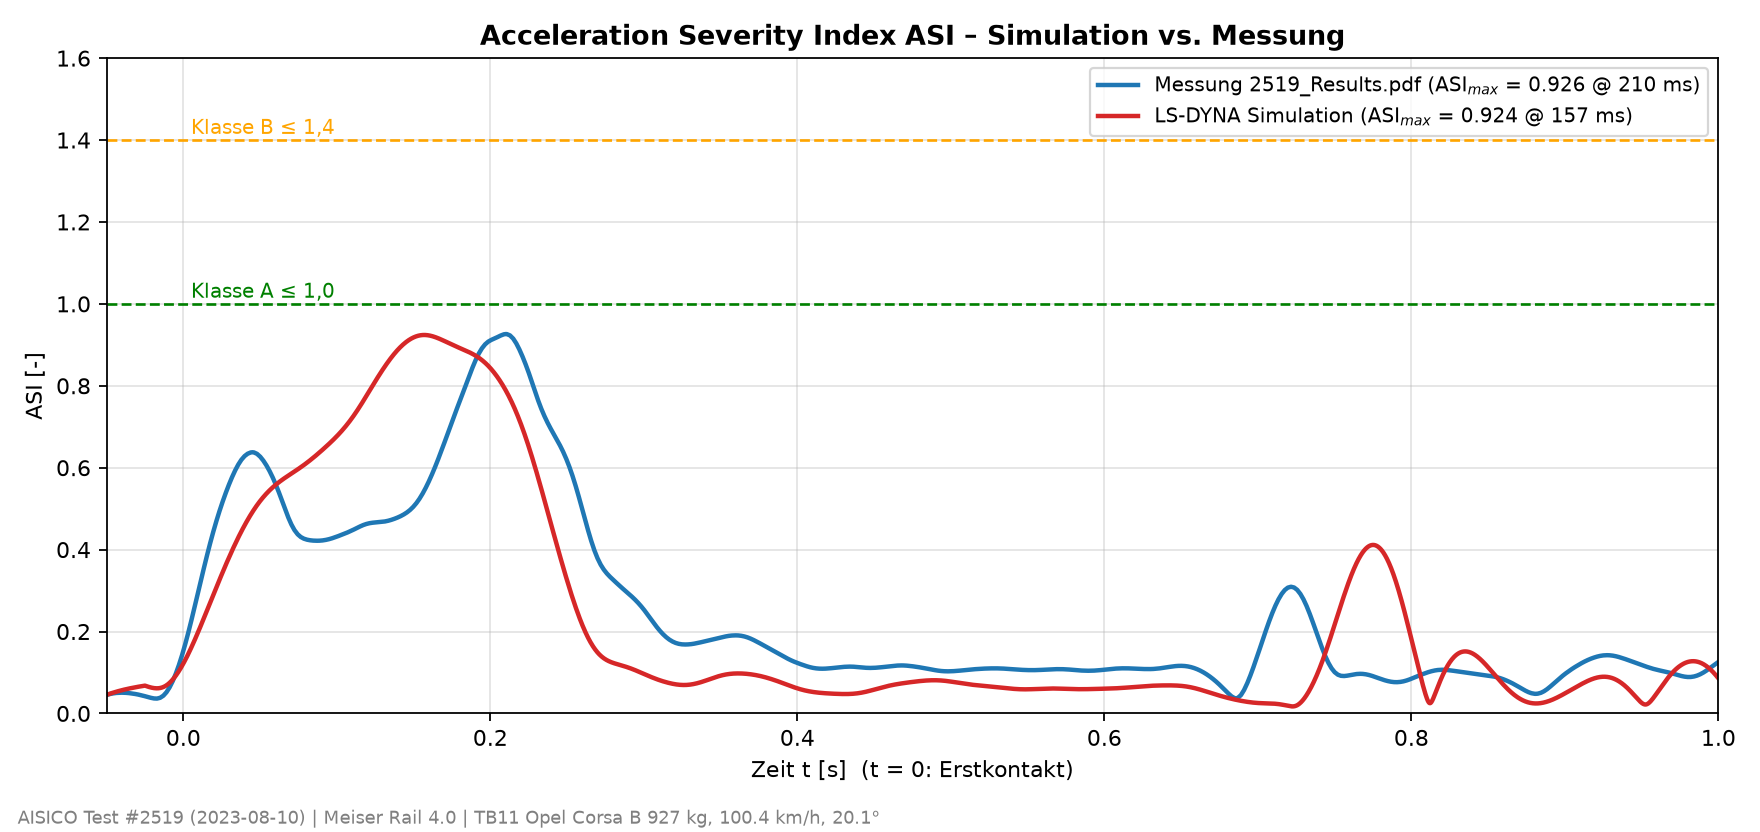 Acceleration Severity Index ASI – Simulation vs. Messung
Messung 2519_Results.pdf (ASImax = 0.926 @ 210 ms)
LS-DYNA Simulation (ASImax = 0.924 @ 157 ms)
Klasse B ≤ 1,4
Klasse A ≤ 1,0
ASI [-]
1.6
1.4
1.2
1.0
0.8
0.6
0.4
0.2
0.0
0.0 0.2 0.4 0.6 0.8 1.0
Zeit t [s] (t = 0: Erstkontakt)
AISICO Test #2519 (2023-08-10) | Meiser Rail 4.0 | TB11 Opel Corsa B 927 kg, 100.4 km/h, 20.1°